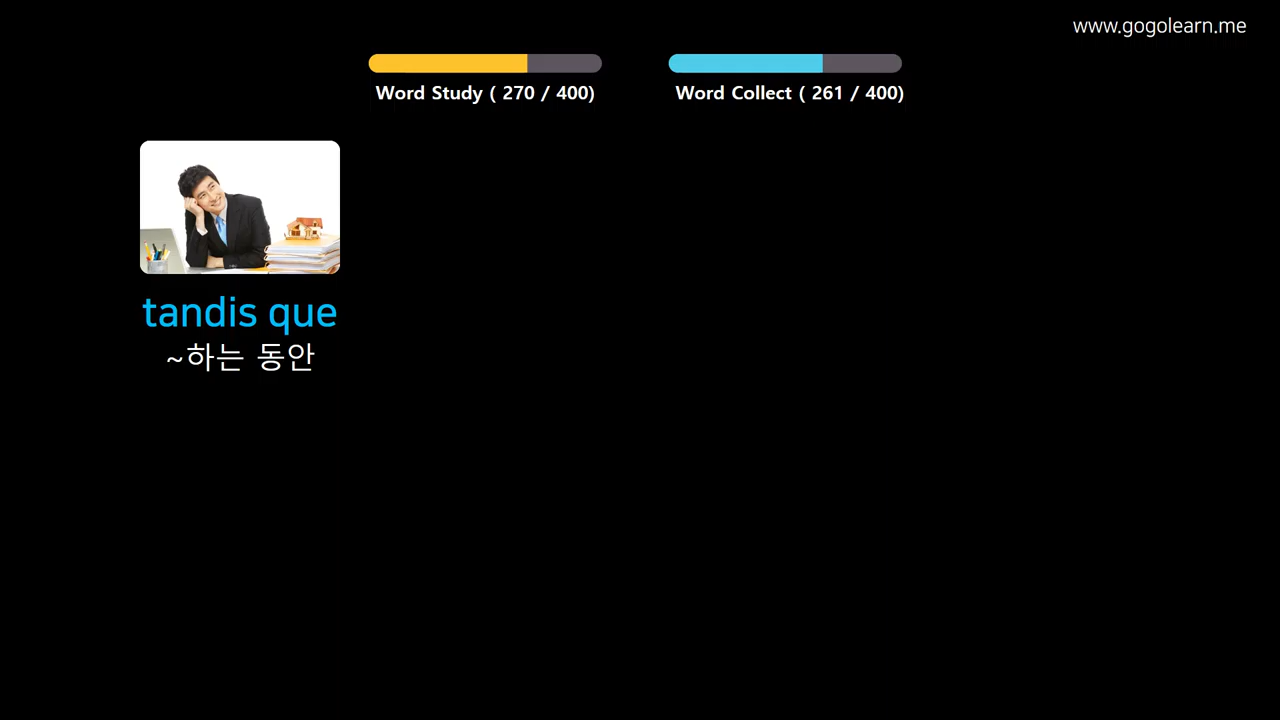 www.gogolearn.me
Word Study ( 270 / 400)
Word Collect ( 261 / 400)
tandis que
~하는 동안